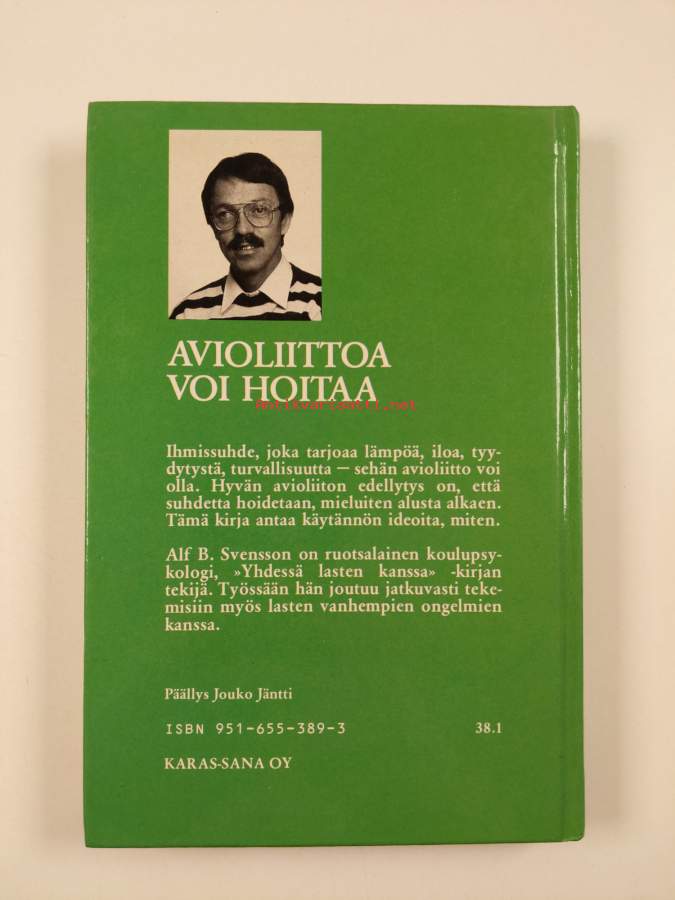 AVIOLIITTOA
VOI HOITAA
Antikvariaatti.net
Ihmissuhde, joka tarjoaa lämpöä, iloa, tyy-
dytystä, turvallisuutta — sehän avioliitto voi
olla. Hyvän avioliiton edellytys on, että
suhdetta hoidetaan, mieluiten alusta alkaen.
Tämä kirja antaa käytännön ideoita, miten.
Alf B. Svensson on ruotsalainen koulupsy-
kologi, »Yhdessä lasten kanssa» -kirjan
tekijä. Työssään hän joutuu jatkuvasti teke-
misiin myös lasten vanhempien ongelmien
kanssa.
Päällys Jouko Jäntti
ISBN 951-655-389-3 38.1
KARAS-SANA OY